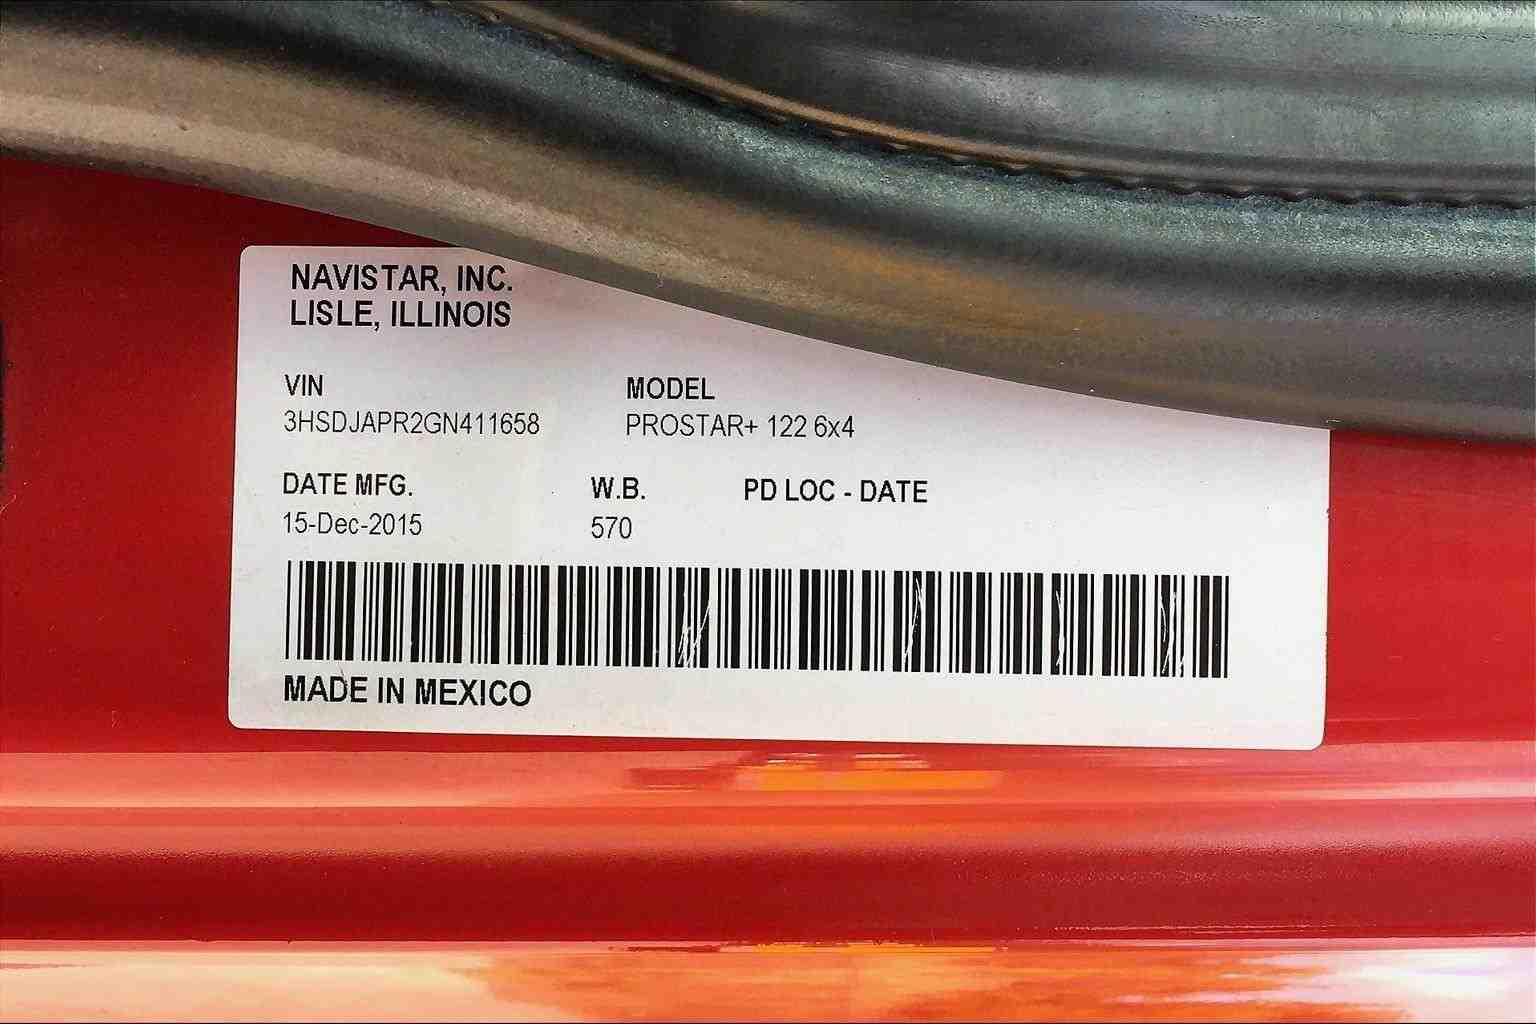 NAVISTAR, INC.
LISLE, ILLINOIS
VIN MODEL
3HSDJAPR2GN411658 PROSTAR+ 122 6x4
DATE MFG. W.B. PD LOC - DATE
15-Dec-2015 570
MADE IN MEXICO